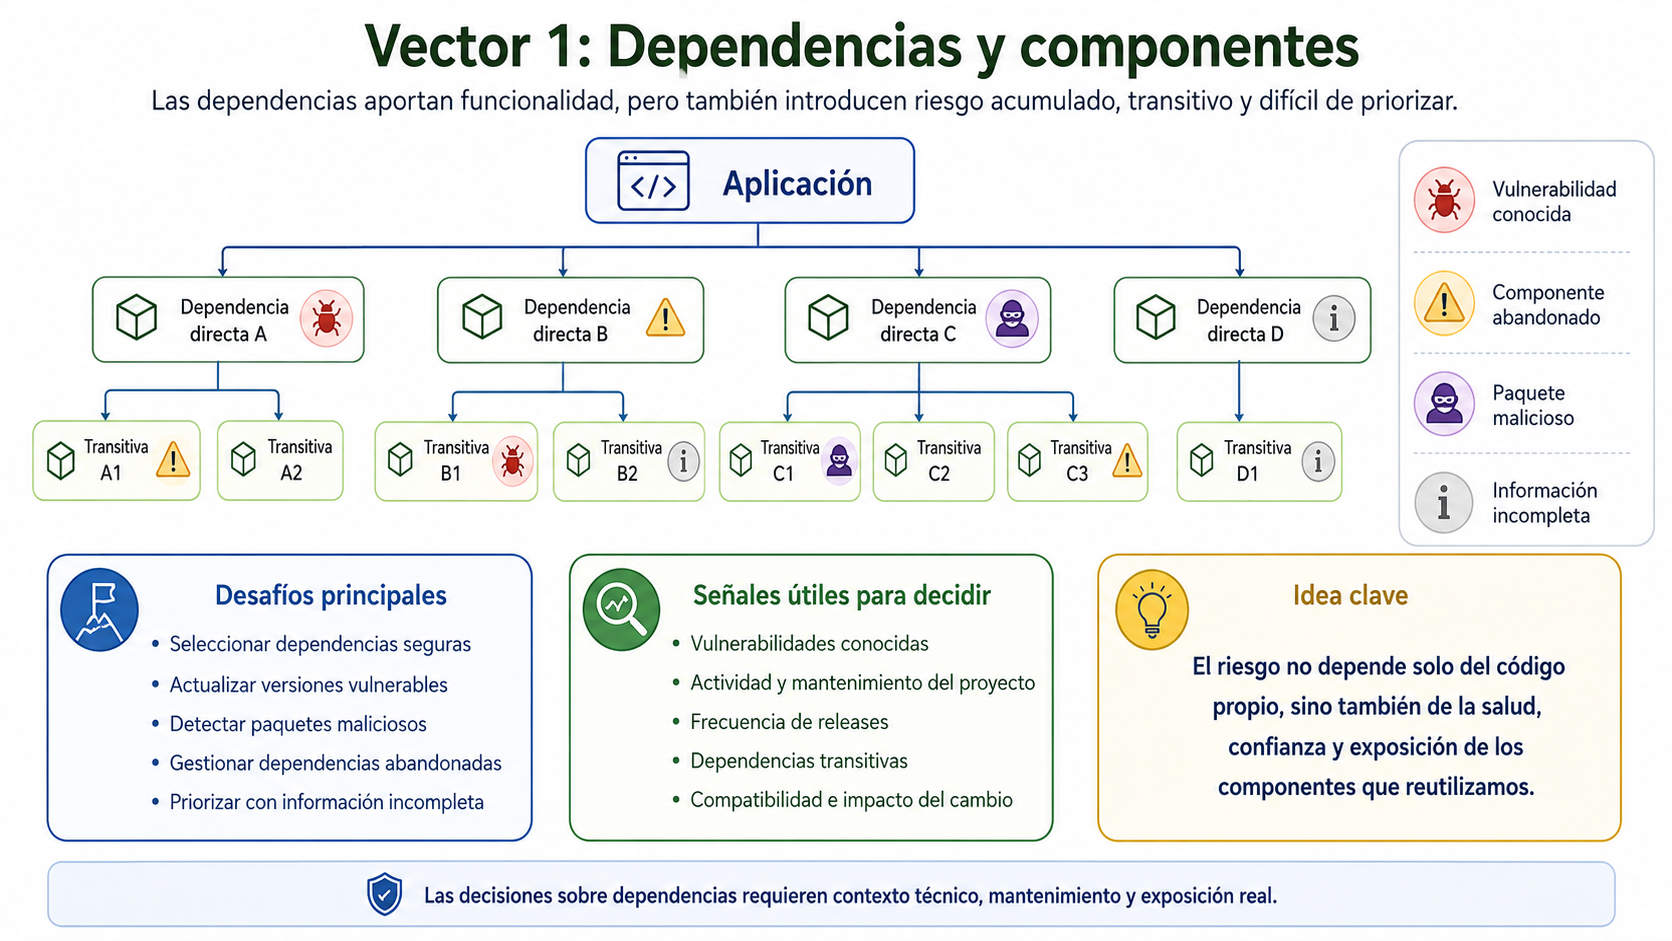 Vector 1: Dependencias y componentes
Las dependencias aportan funcionalidad, pero también introducen riesgo acumulado, transitivo y difícil de priorizar.
Aplicación
Dependencia
directa A
Dependencia
directa B
Dependencia
directa C
Dependencia
directa D
Transitiva
A1
Transitiva
A2
Transitiva
B1
Transitiva
B2
Transitiva
C1
Transitiva
C2
Transitiva
C3
Transitiva
D1
Vulnerabilidad
conocida
Componente
abandonado
Paquete
malicioso
Información
incompleta
Desafíos principales
• Seleccionar dependencias seguras
• Actualizar versiones vulnerables
• Detectar paquetes maliciosos
• Gestionar dependencias abandonadas
• Priorizar con información incompleta
Señales útiles para decidir
• Vulnerabilidades conocidas
• Actividad y mantenimiento del proyecto
• Frecuencia de releases
• Dependencias transitivas
• Compatibilidad e impacto del cambio
Idea clave
El riesgo no depende solo del código
propio, sino también de la salud,
confianza y exposición de los
componentes que reutilizamos.
Las decisiones sobre dependencias requieren contexto técnico, mantenimiento y exposición real.